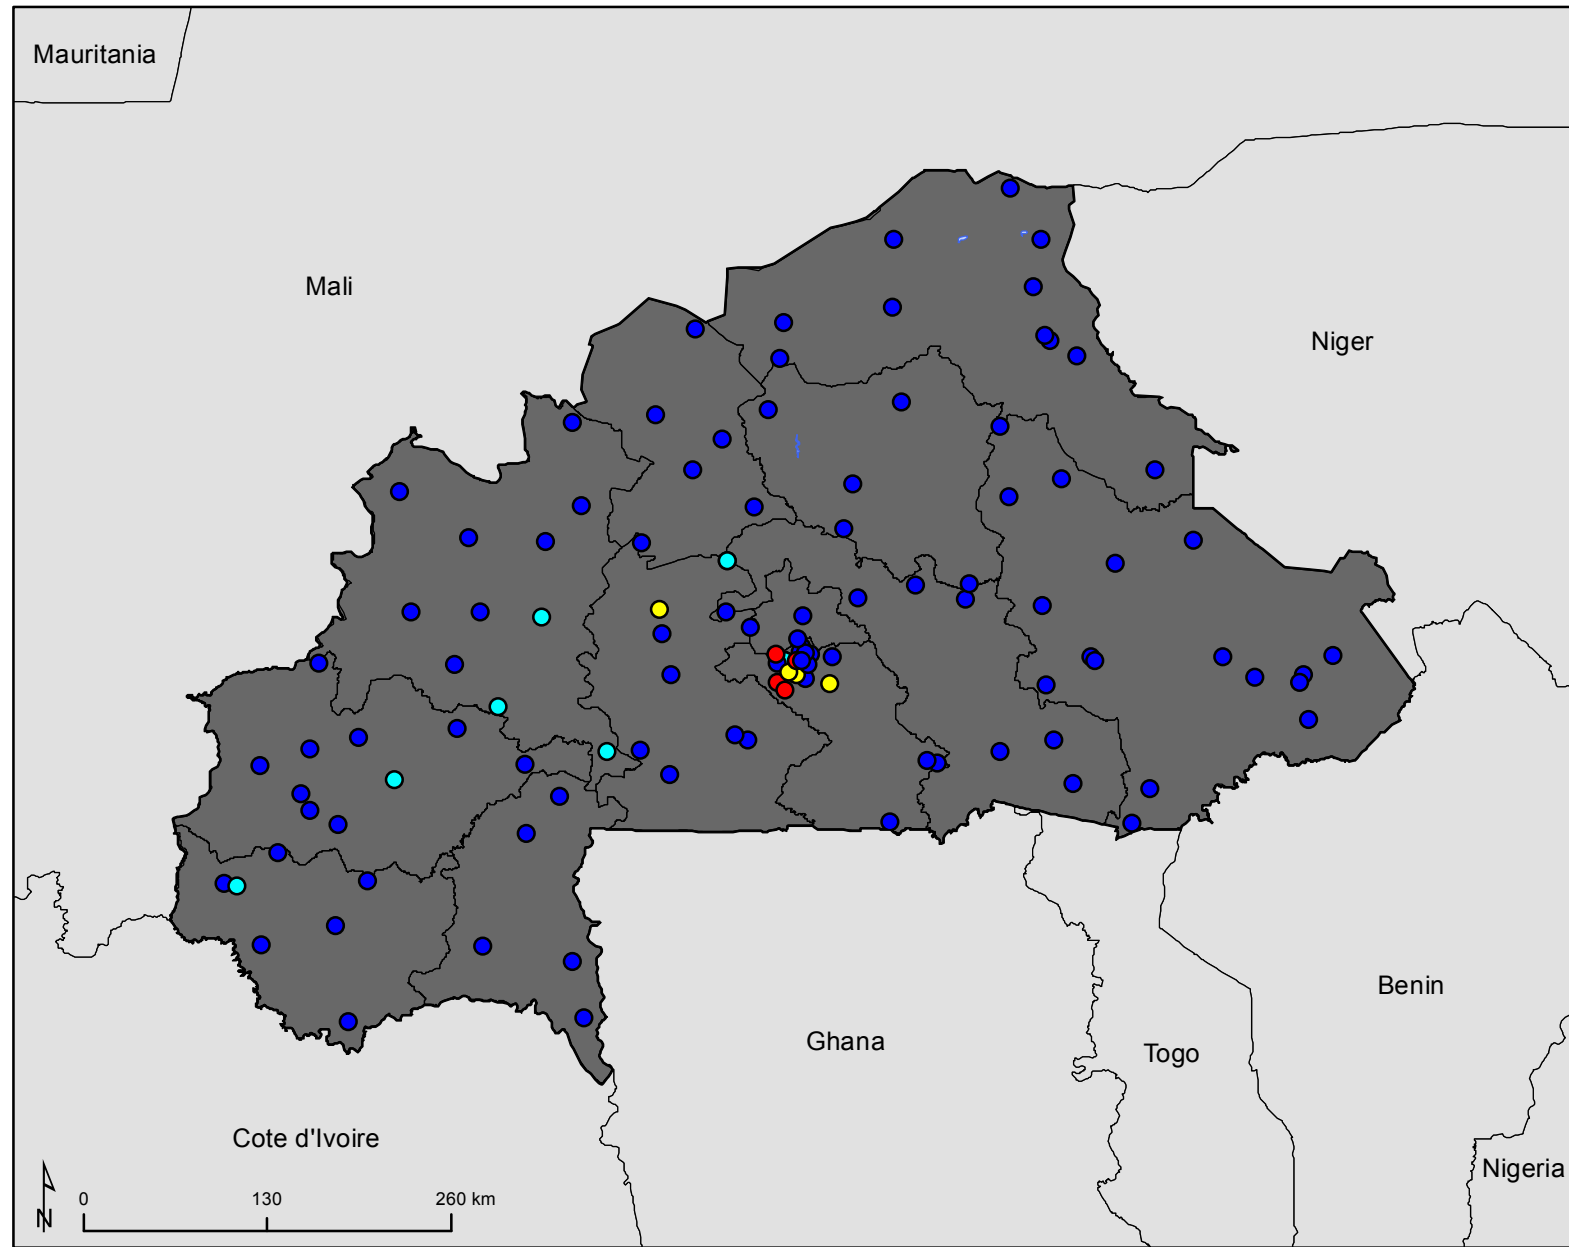 Mauritania
Mali
Niger
Benin
Ghana
Togo
Cote d'Ivoire
Nigeria
N
0 130 260 km